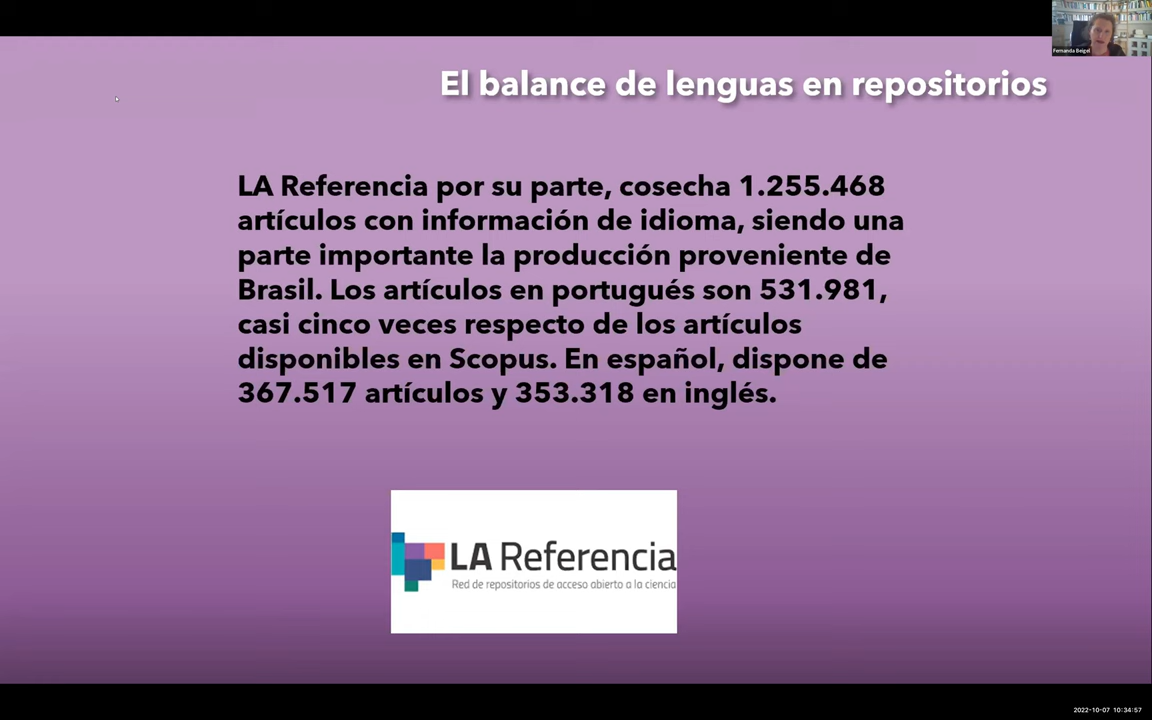 Fernanda Beigel
El balance de lenguas en repositorios
LA Referencia por su parte, cosecha 1.255.468
artículos con información de idioma, siendo una
parte importante la producción proveniente de
Brasil. Los artículos en portugués son 531.981,
casi cinco veces respecto de los artículos
disponibles en Scopus. En español, dispone de
367.517 artículos y 353.318 en inglés.
LA Referencia
Red de repositorios de acceso abierto a la ciencia
2022-10-07 10:34:57